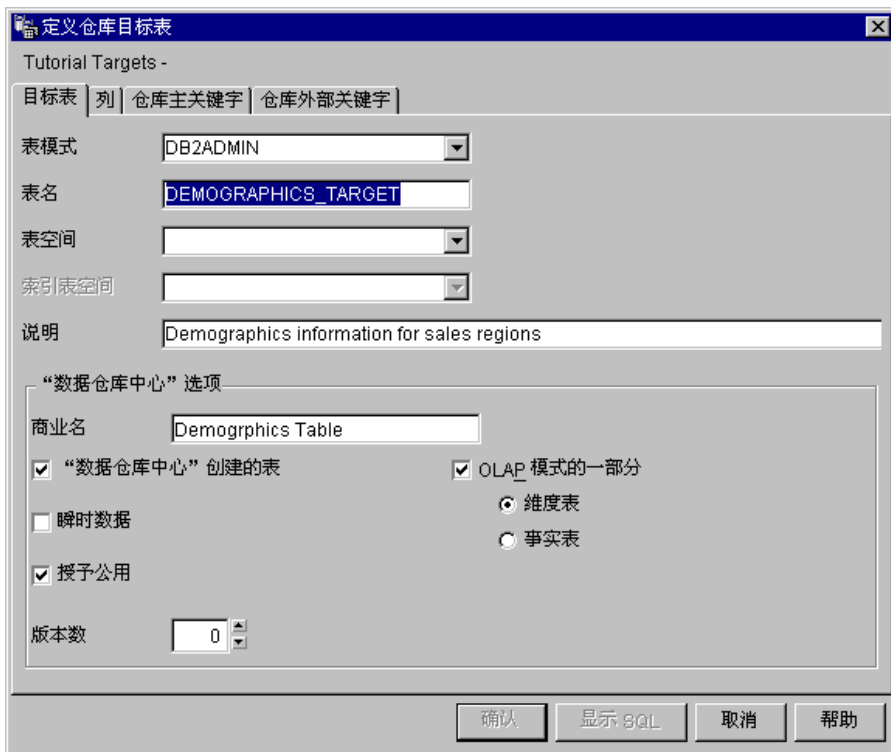 定义仓库目标表
Tutorial Targets -
目标表 列 仓库主关键字 仓库外部关键字
表模式 DB2ADMIN
表名 DEMOGRAPHICS_TARGET
表空间
索引表空间
说明 Demographics information for sales regions
“数据仓库中心”选项
商业名 Demogrphics Table
“数据仓库中心”创建的表 OLAP 模式的一部分
維度表
瞬时数据
事实表
授予公用
版本数 0
确认 显示 SQL 取消 帮助